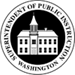 SUPERINTENDENT OF PUBLIC INSTRUCTION
WASHINGTON